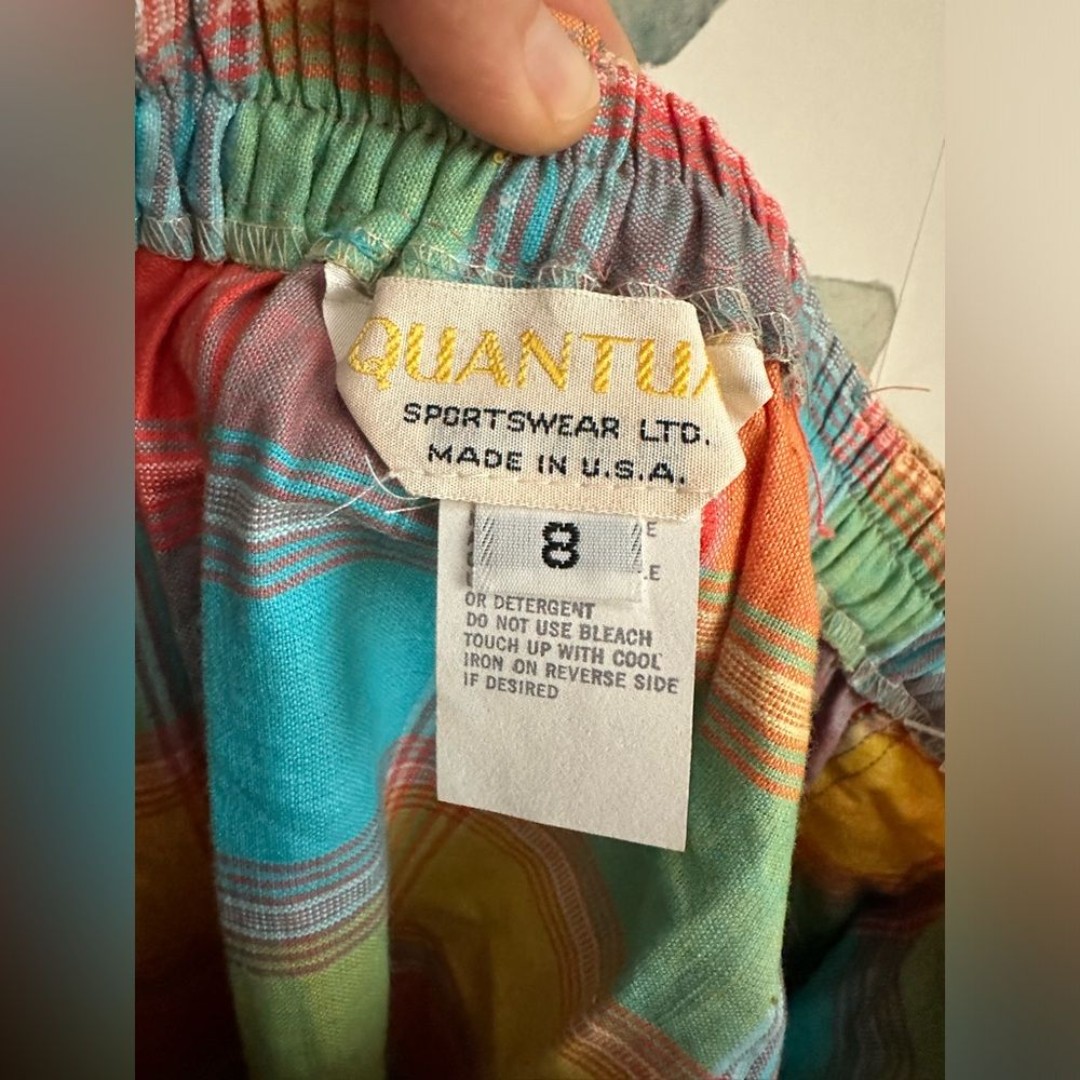 QUANTU
SPORTSWEAR LTD.
MADE IN U.S.A.
8
OR DETERGENT
DO NOT USE BLEACH
TOUCH UP WITH COOL
IRON ON REVERSE SIDE
IF DESIRED